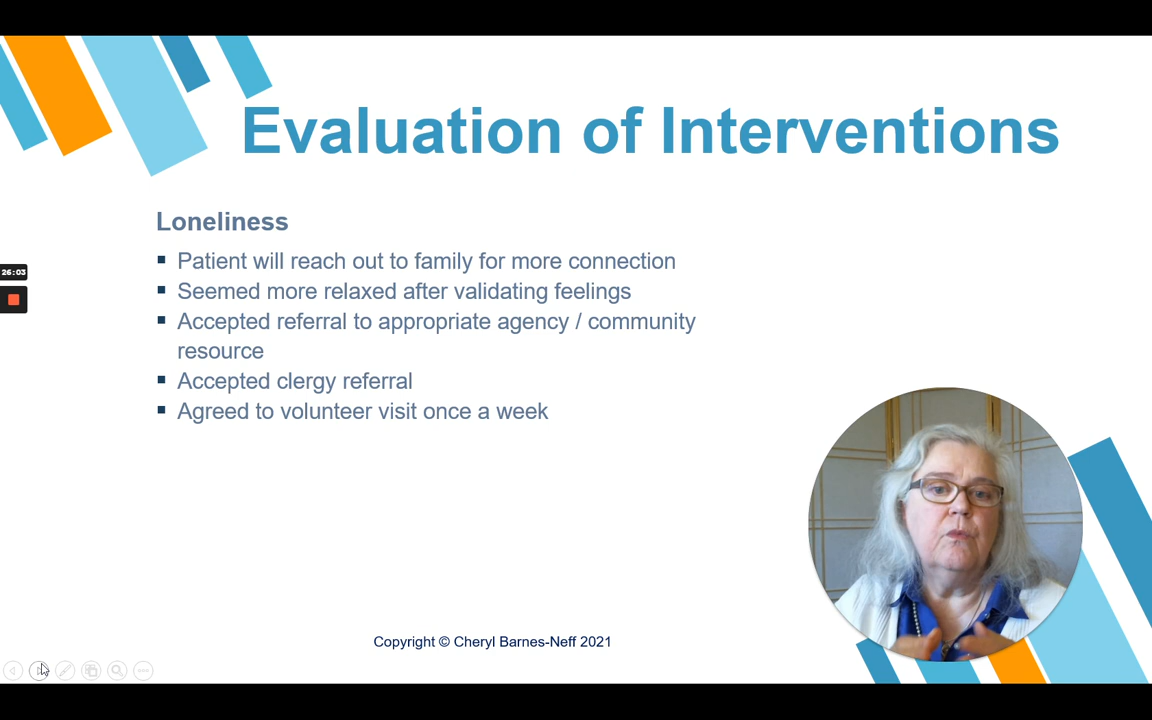 Evaluation of Interventions
Loneliness
▪ Patient will reach out to family for more connection
▪ Seemed more relaxed after validating feelings
▪ Accepted referral to appropriate agency / community
resource
▪ Accepted clergy referral
▪ Agreed to volunteer visit once a week
26:03
Copyright © Cheryl Barnes-Neff 2021